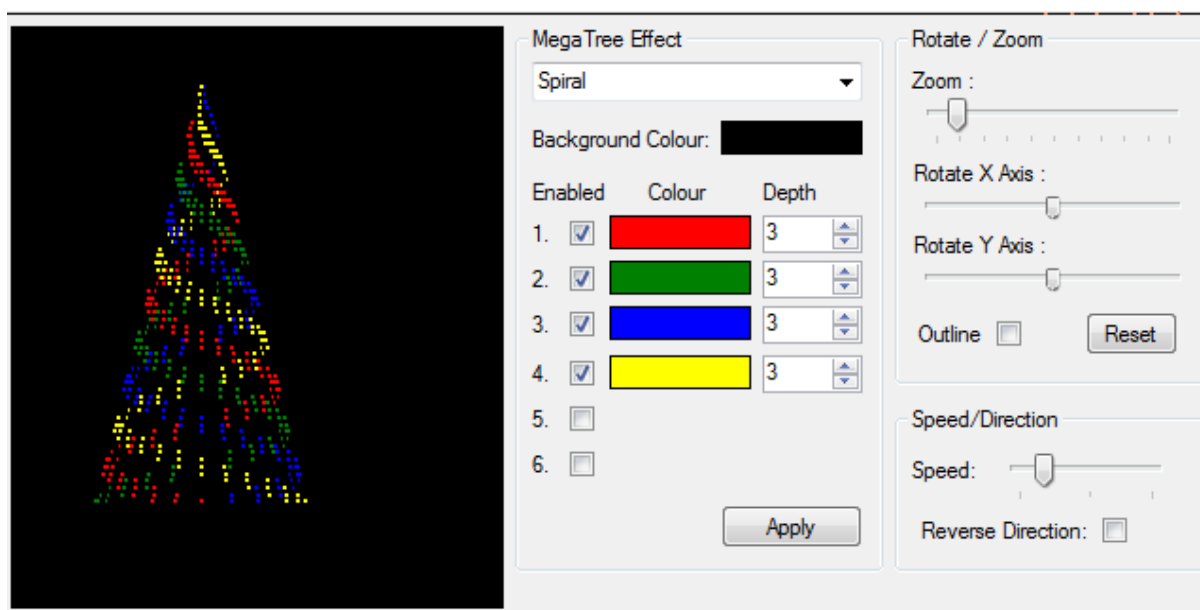 MegaTree Effect
Spiral
Background Colour:
Enabled Colour Depth
1. 3
2. 3
3. 3
4. 3
5.
6.
Apply
Rotate / Zoom
Zoom :
Rotate X Axis :
Rotate Y Axis :
Outline Reset
Speed/Direction
Speed:
Reverse Direction: